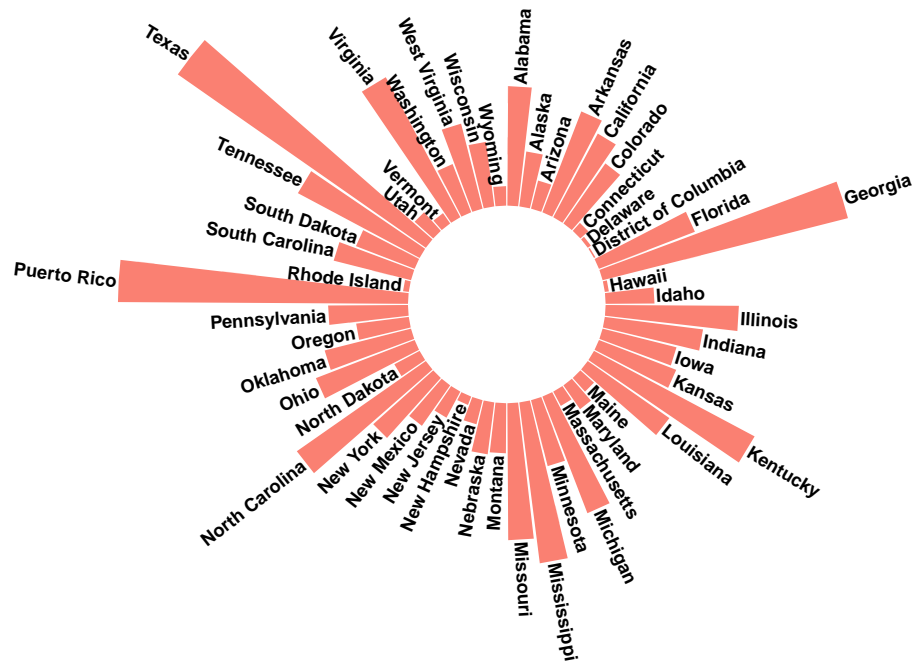 Alabama
Alaska
Arizona
Arkansas
California
Colorado
Connecticut
Delaware
District of Columbia
Florida
Georgia
Hawaii
Idaho
Illinois
Indiana
Iowa
Kansas
Kentucky
Louisiana
Maine
Maryland
Massachusetts
Michigan
Minnesota
Mississippi
Missouri
Montana
Nebraska
Nevada
New Hampshire
New Jersey
New Mexico
New York
North Carolina
North Dakota
Ohio
Oklahoma
Oregon
Pennsylvania
Puerto Rico
Rhode Island
South Carolina
South Dakota
Tennessee
Texas
Utah
Vermont
Virginia
Washington
West Virginia
Wisconsin
Wyoming